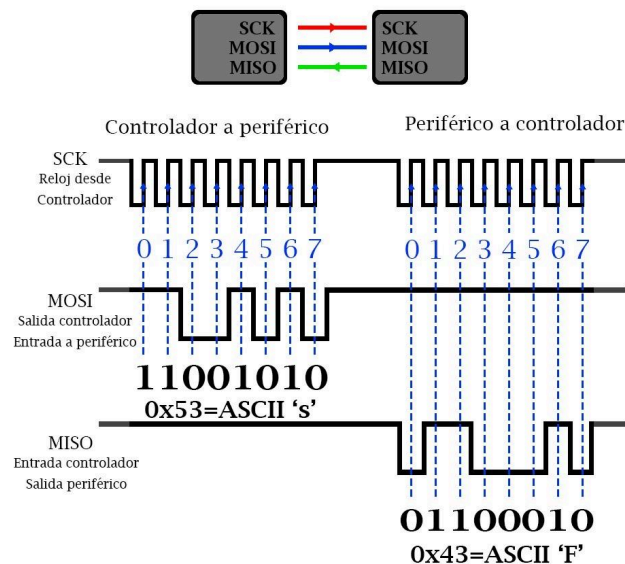 SCK SCK
MOSI MOSI
MISO MISO
Controlador a periférico Periférico a controlador
SCK
Reloj desde
Controlador
0 1 2 3 4 5 6 7 0 1 2 3 4 5 6 7
MOSI
Salida controlador
Entrada a periférico
11001010
0x53=ASCII ‘s’
MISO
Entrada controlador
Salida periférico
01100010
0x43=ASCII ‘F’